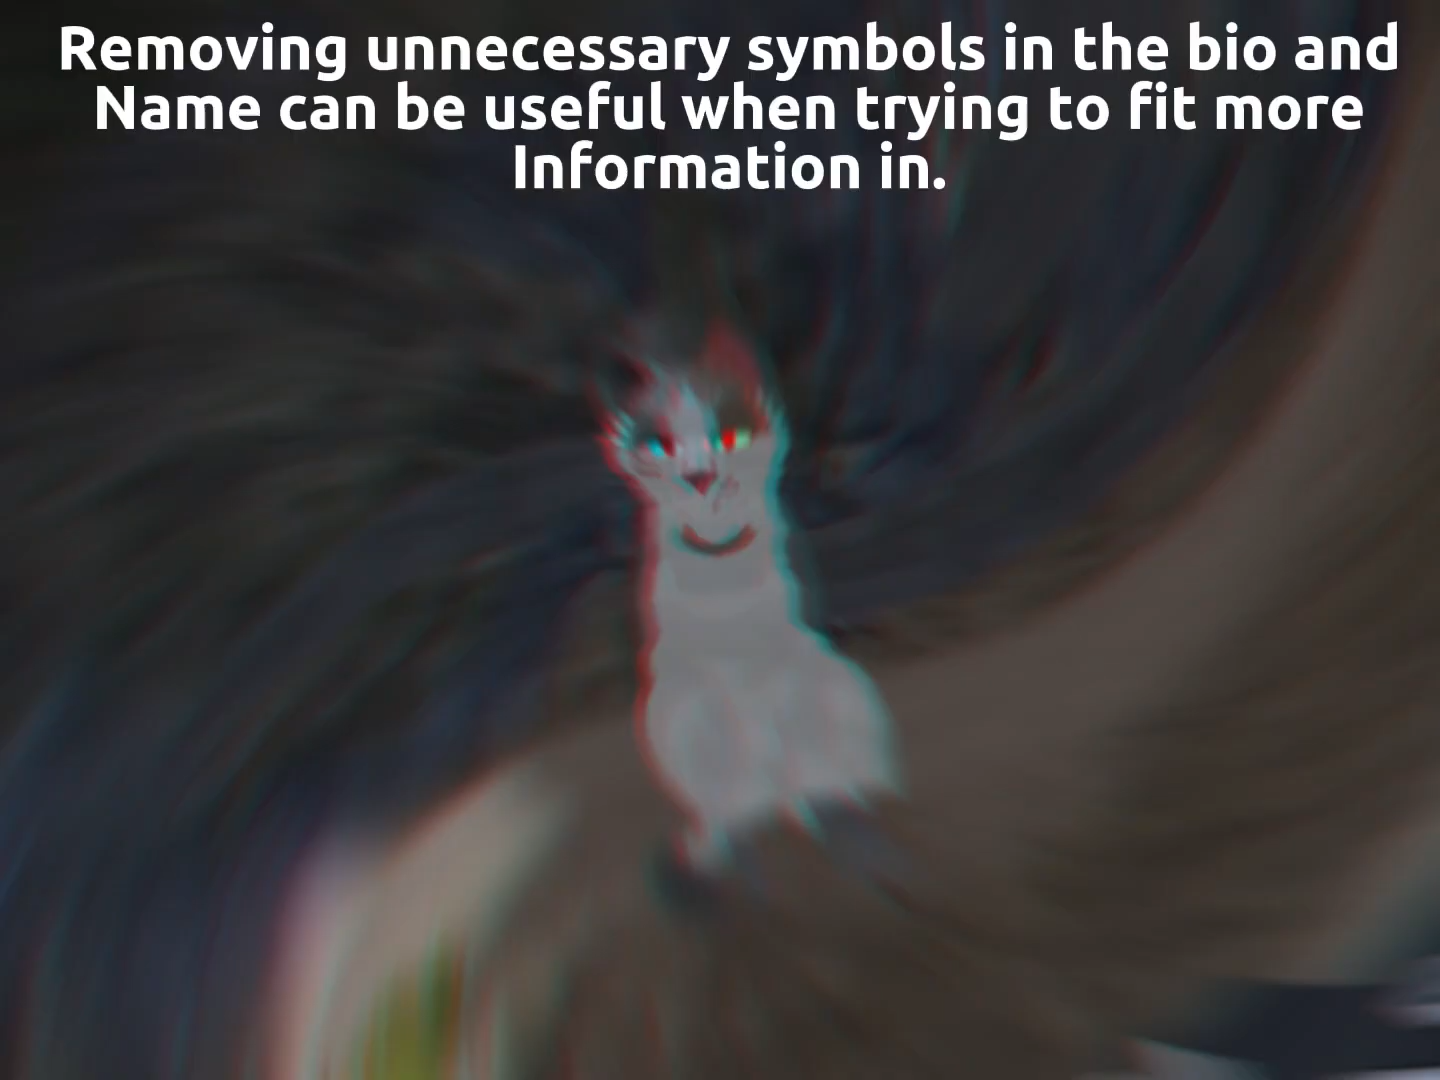 Removing unnecessary symbols in the bio and
Name can be useful when trying to fit more
Information in.